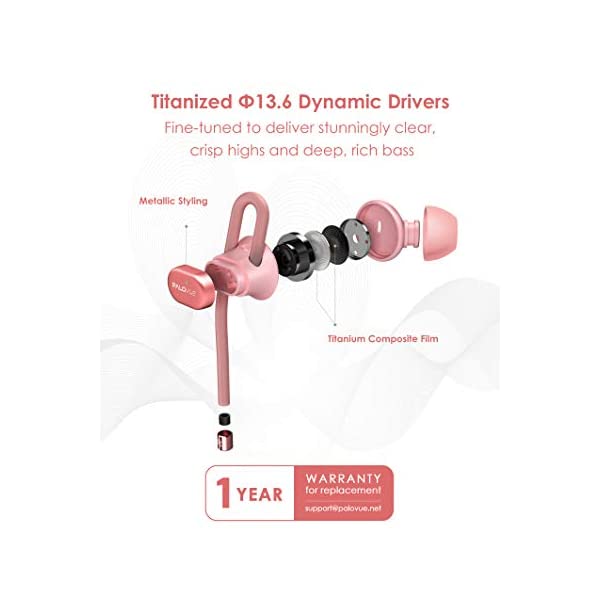 Titanized Φ13.6 Dynamic Drivers
Fine-tuned to deliver stunningly clear,
crisp highs and deep, rich bass
Metallic Styling
PALOVUE
Titanium Composite Film
1 YEAR
WARRANTY
for replacement
support@palovue.net